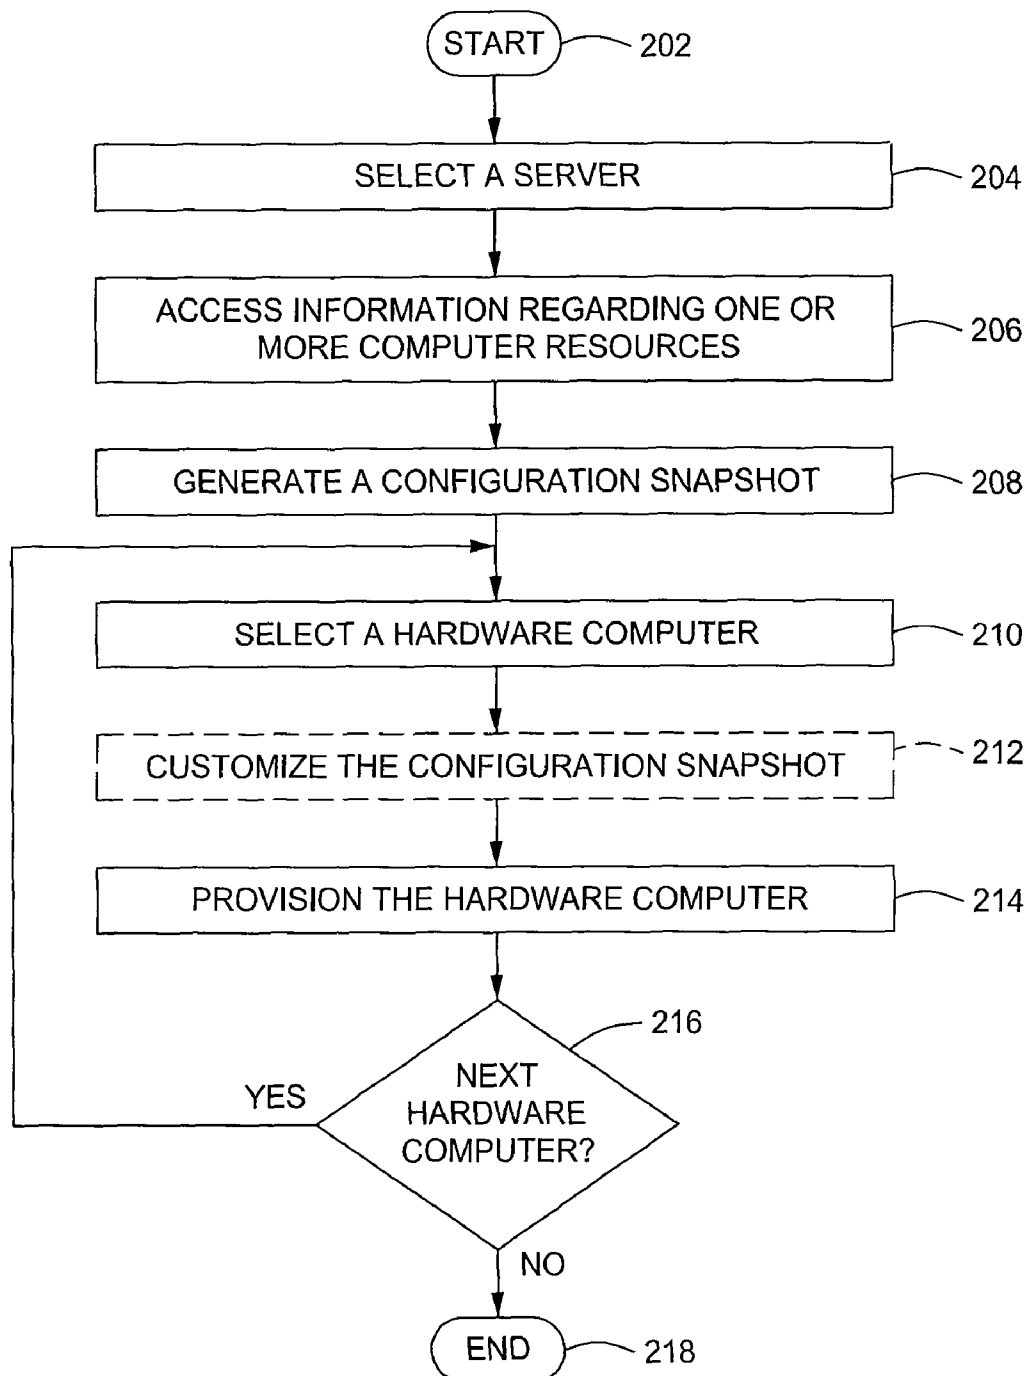 START
202
SELECT A SERVER
204
ACCESS INFORMATION REGARDING ONE OR
MORE COMPUTER RESOURCES
206
GENERATE A CONFIGURATION SNAPSHOT
208
SELECT A HARDWARE COMPUTER
210
CUSTOMIZE THE CONFIGURATION SNAPSHOT
212
PROVISION THE HARDWARE COMPUTER
214
216
NEXT
HARDWARE
COMPUTER?
YES
NO
END
218